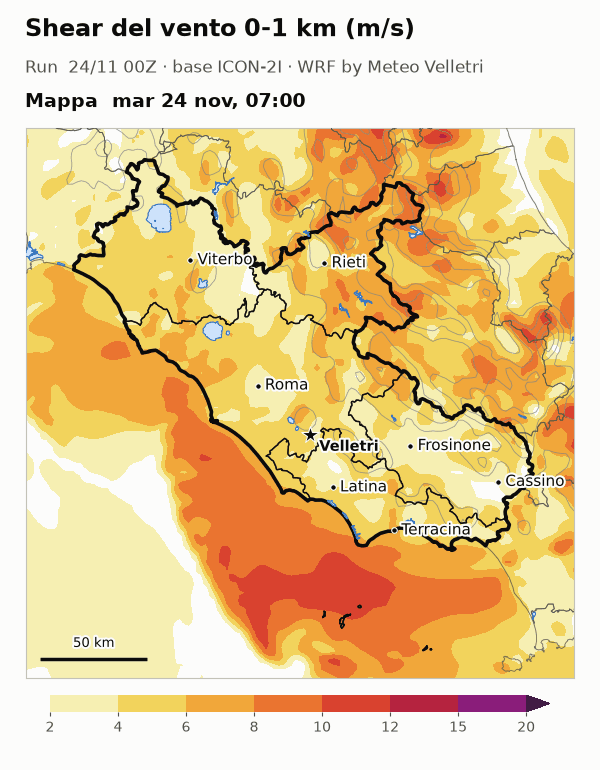 Shear del vento 0-1 km (m/s)
Run  24/11 00Z · base ICON-2I · WRF by Meteo Velletri
Mappa  mar 24 nov, 07:00
Viterbo
Rieti
Roma
Velletri
Frosinone
Cassino
Latina
Terracina
50 km
2 4 6 8 10 12 15 20